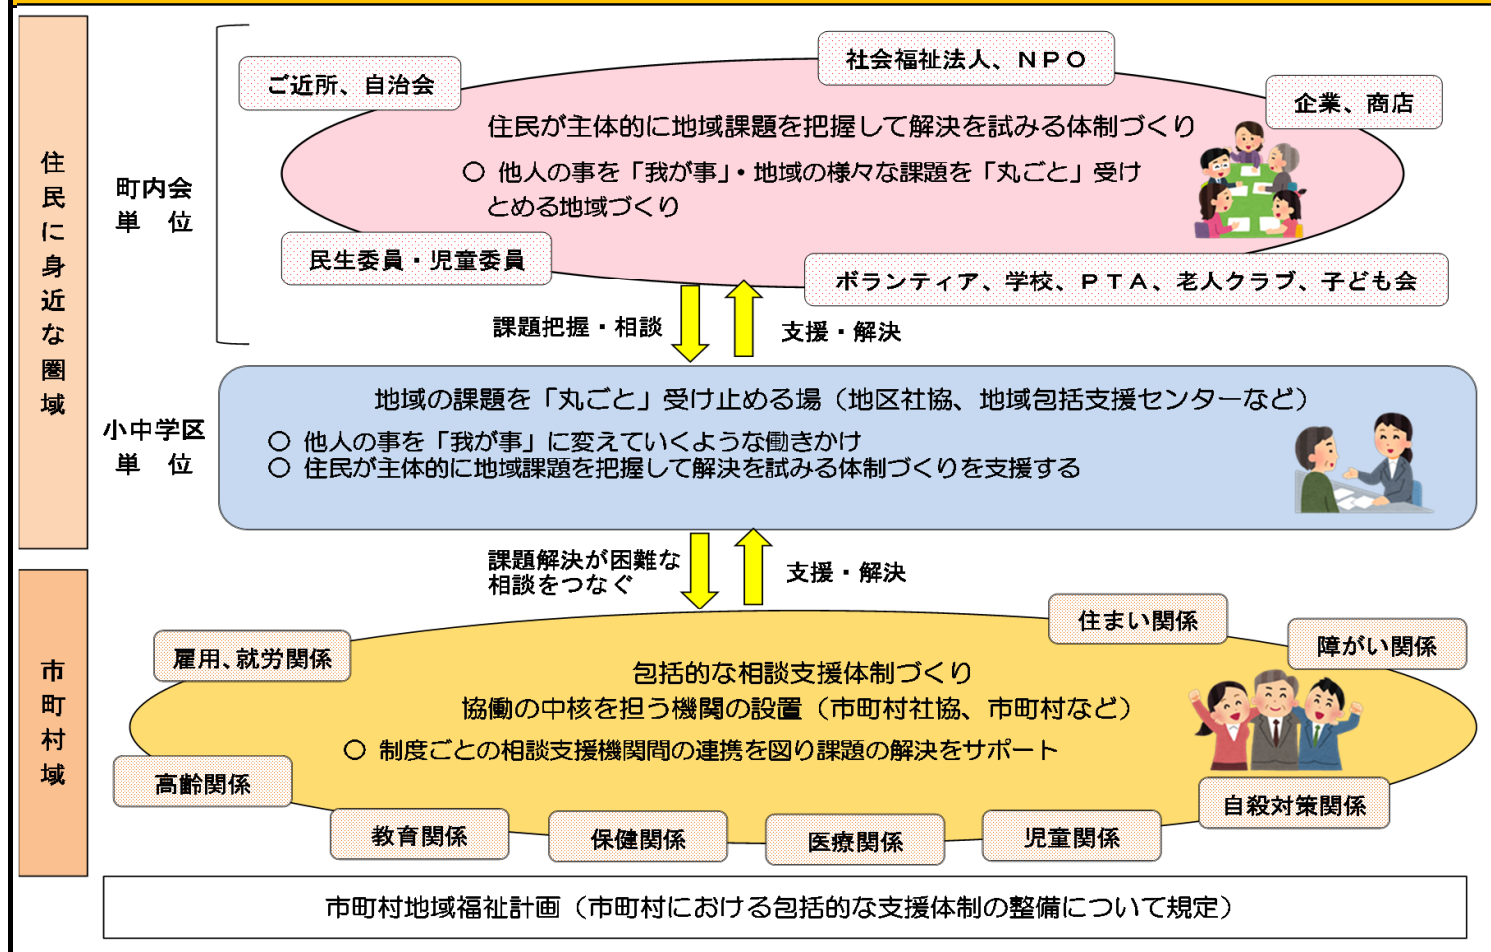 住民に身近な圏域
町内会
単　位
ご近所、自治会
社会福祉法人、ＮＰＯ
企業、商店
住民が主体的に地域課題を把握して解決を試みる体制づくり
○ 他人の事を「我が事」・地域の様々な課題を「丸ごと」受け
とめる地域づくり
民生委員・児童委員
ボランティア、学校、ＰＴＡ、老人クラブ、子ども会
課題把握・相談
支援・解決
小中学区
単　位
地域の課題を「丸ごと」受け止める場（地区社協、地域包括支援センターなど）
○ 他人の事を「我が事」に変えていくような働きかけ
○ 住民が主体的に地域課題を把握して解決を試みる体制づくりを支援する
課題解決が困難な
相談をつなぐ
支援・解決
市町村域
雇用、就労関係
住まい関係
障がい関係
包括的な相談支援体制づくり
協働の中核を担う機関の設置（市町村社協、市町村など）
○ 制度ごとの相談支援機関間の連携を図り課題の解決をサポート
高齢関係
教育関係
保健関係
医療関係
児童関係
自殺対策関係
市町村地域福祉計画（市町村における包括的な支援体制の整備について規定）